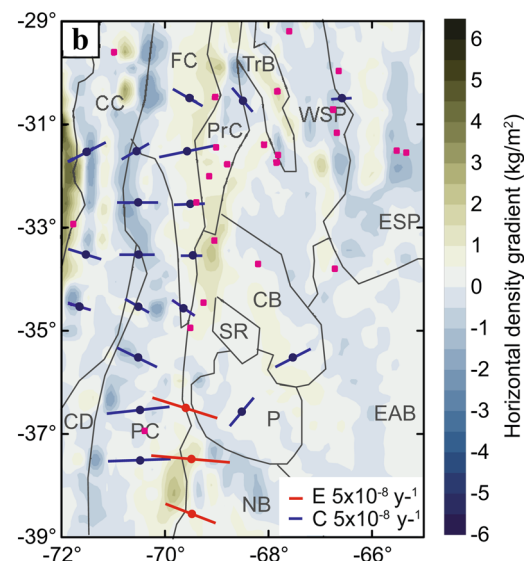 b
-29°
-31°
-33°
-35°
-37°
-39°
-72
-70
-68
-66
FC
TrB
CC
WSP
PrC
ESP
CB
SR
CD
PC
P
EAB
NB
E 5x10-8 y-1
C 5x10-8 y-1
6
5
4
3
2
1
0
-1
-2
-3
-4
-5
-6
Horizontal density gradient (kg/m²)